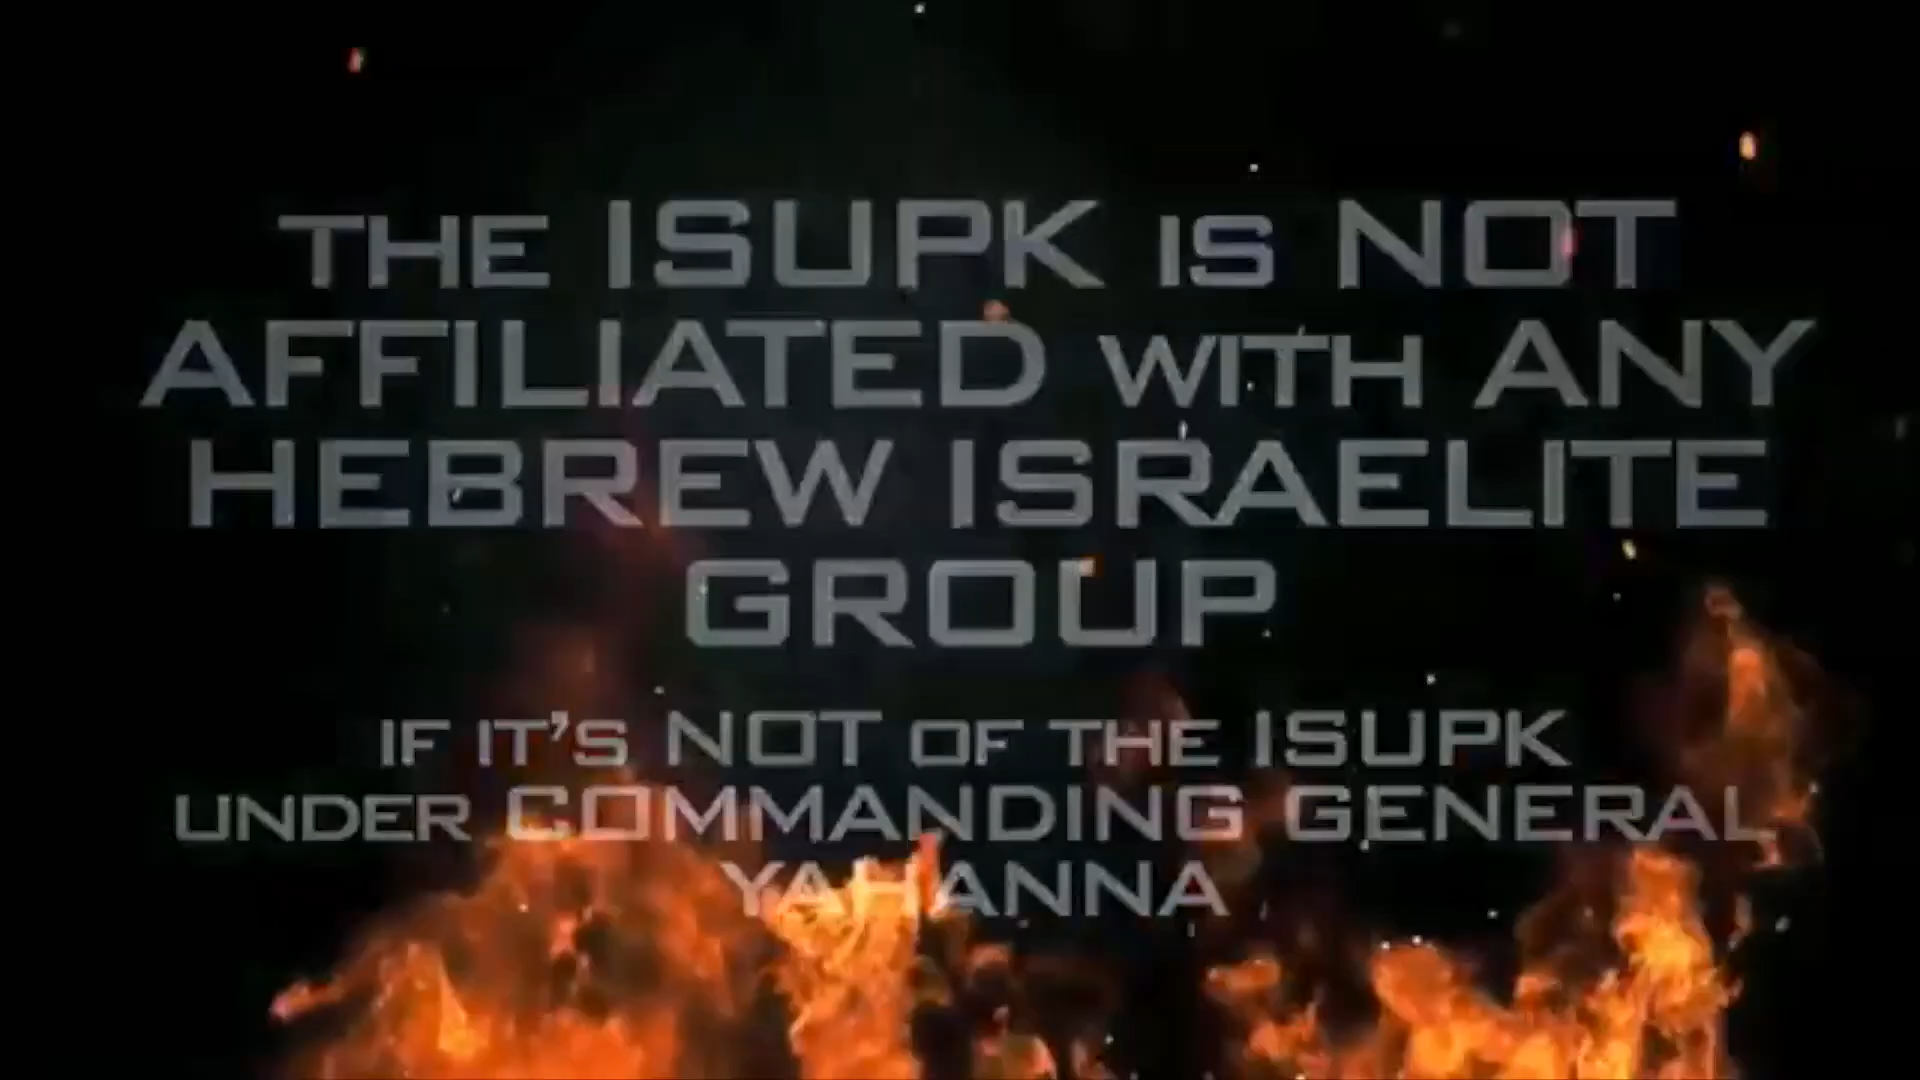 THE ISUPK IS NOT
AFFILIATED WITH ANY
HEBREW ISRAELITE
GROUP
IF IT'S NOT OF THE ISUPK
UNDER COMMANDING GENERAL
YAHANNA